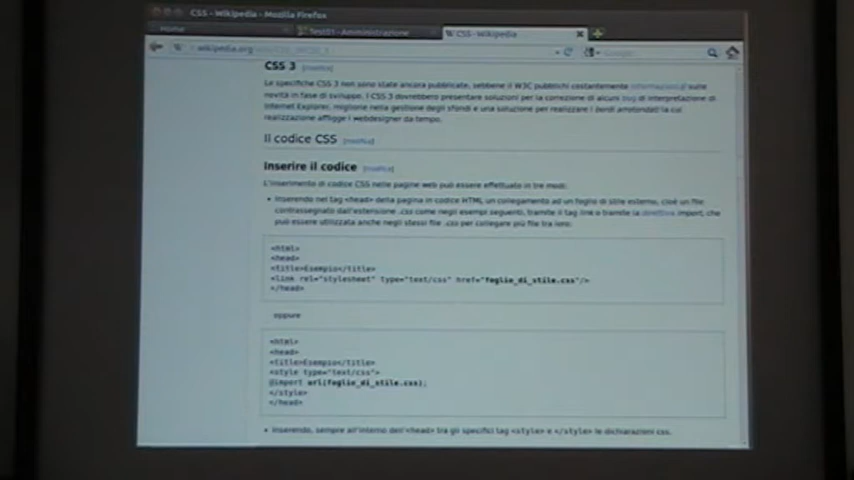 CSS - Wikipedia - Mozilla Firefox
Home
Test01 - Amministrazione
CSS - Wikipedia
wikipedia.org
CSS 3 [modifica]
Le specifiche CSS 3 non sono state ancora pubblicate, sebbene il W3C pubblichi costantemente informazioni sulle
novità in fase di sviluppo. I CSS 3 dovrebbero presentare soluzioni per la correzione di alcuni bug di interpretazione di
Internet Explorer, migliorie nella gestione degli sfondi e una soluzione per realizzare i bordi arrotondati la cui
realizzazione affligge i webdesigner da tempo.
Il codice CSS [modifica]
Inserire il codice [modifica]
L'inserimento di codice CSS nelle pagine web può essere effettuato in tre modi:
• Inserendo nel tag <head> della pagina in codice HTML un collegamento ad un foglio di stile esterno, cioè un file
contrassegnato dall'estensione .css come negli esempi seguenti, tramite il tag link o tramite la direttiva import, che
può essere utilizzata anche negli stessi file .css per collegare più file tra loro:
<html>
<head>
<title>Esempio</title>
<link rel="stylesheet" type="text/css" href="foglio_di_stile.css"/>
</head>
oppure
<html>
<head>
<title>Esempio</title>
<style type="text/css">
@import url(foglio_di_stile.css);
</style>
</head>
• Inserendo, sempre all'interno dell'<head> tra gli specifici tag <style> e </style> le dichiarazioni css.